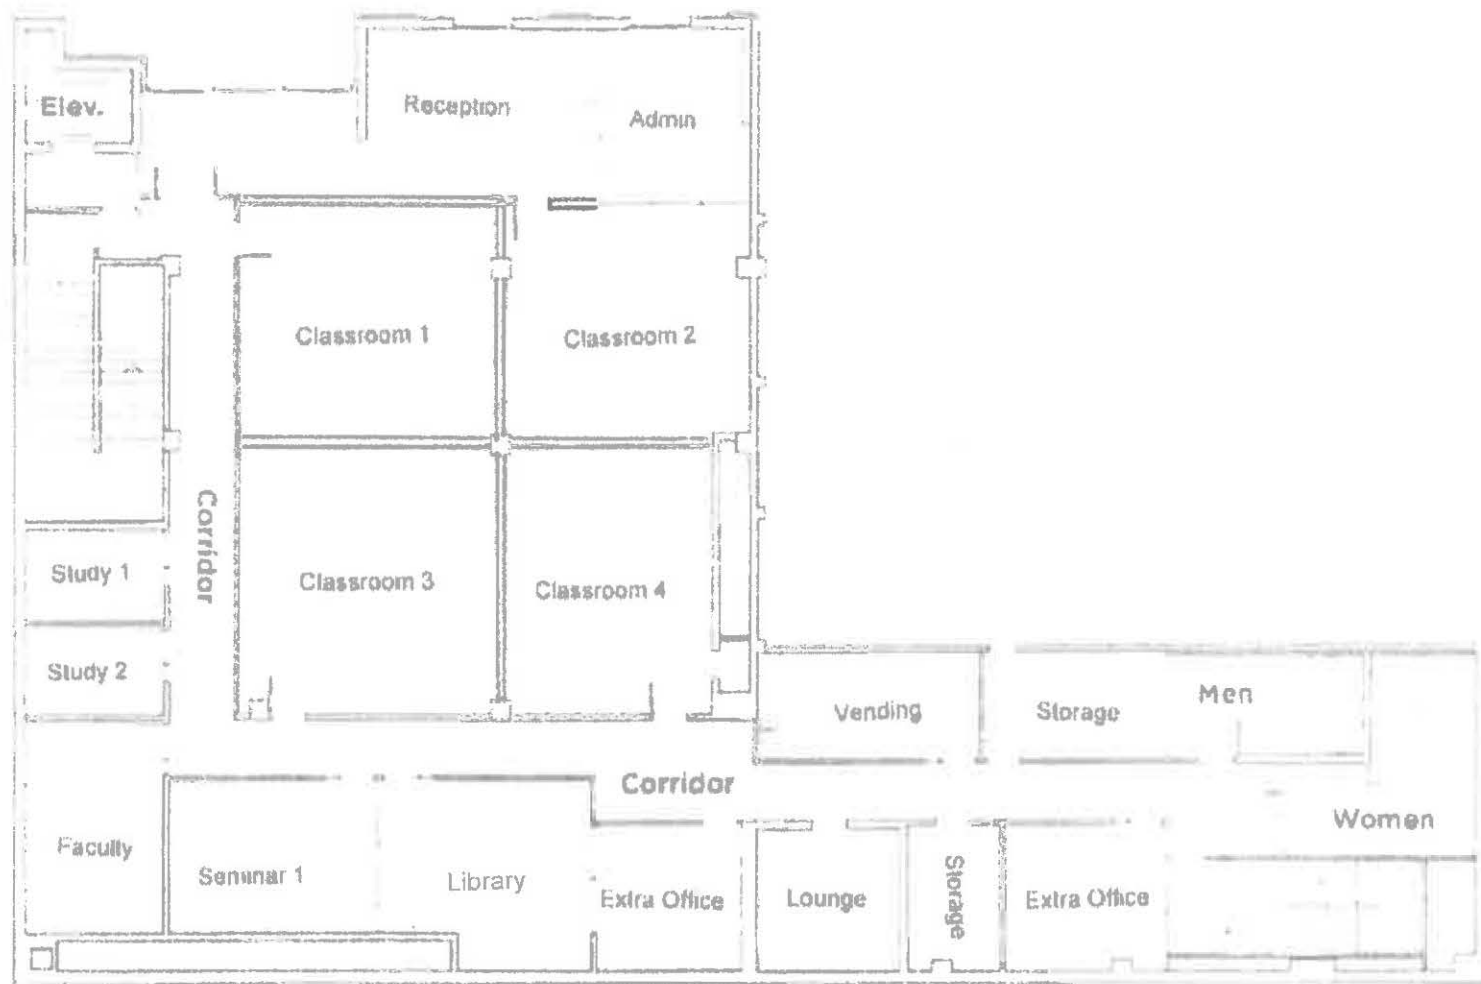 Elev.
Reception
Admin
Classroom 1
Classroom 2
Corridor
Classroom 3
Classroom 4
Study 1
Study 2
Vending
Storage
Men
Corridor
Women
Faculty
Seminar 1
Library
Extra Office
Lounge
Storage
Extra Office